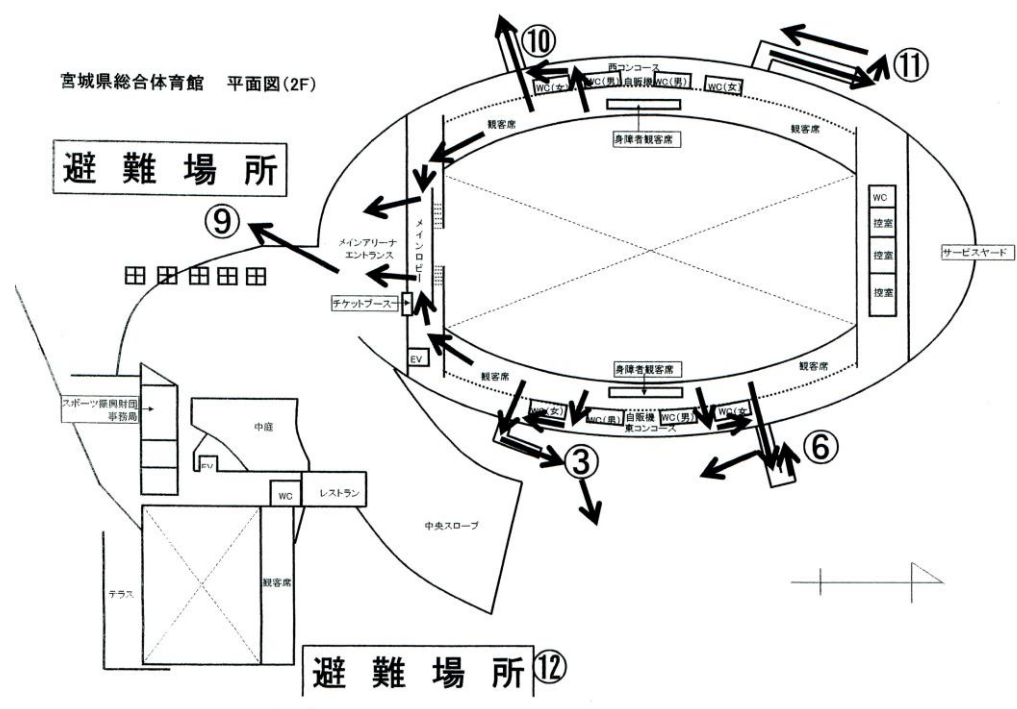 宮城県総合体育館 平面図(2F)
避難場所
⑩
⑪
西コンコース
WC(女)
WC(男)
自販機
WC(男)
WC(女)
観客席
観客席
身障者観客席
⑨
メインアリーナ
エントランス
メインロビー
チケットブース
EV
WC
控室
控室
控室
サービスヤード
観客席
観客席
身障者観客席
WC(女)
WC(男)
自販機
WC(男)
WC(女)
東コンコース
③
⑥
スポーツ振興財団
事務局
中庭
EV
WC
レストラン
中央スロープ
テラス
観客席
避難場所
⑫